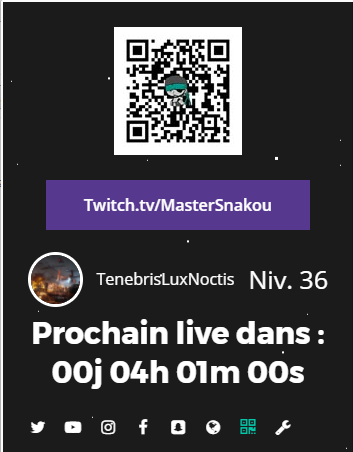 Twitch.tv/MasterSnakou
TenebrisLuxNoctis Niv. 36
Prochain live dans :
00j 04h 01m 00s